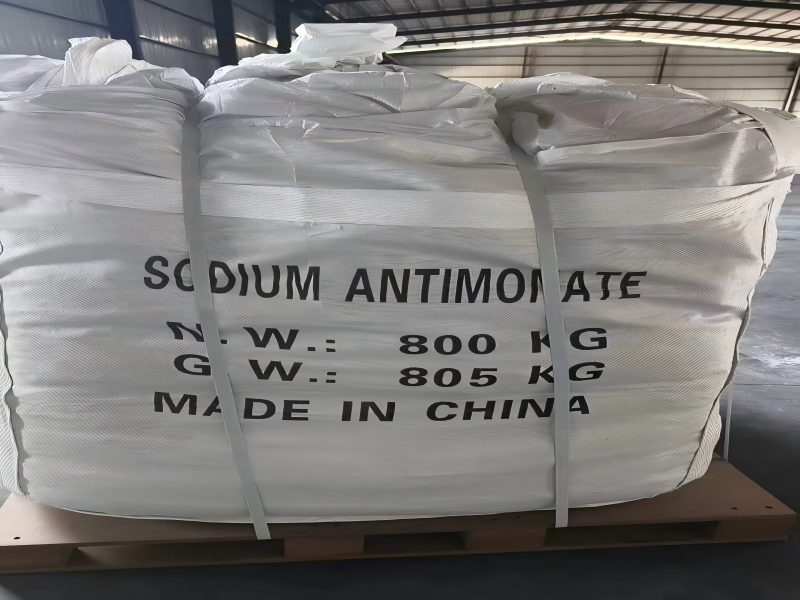 SODIUM ANTIMONATE
N.W.: 800 KG
G.W.: 805 KG
MADE IN CHINA